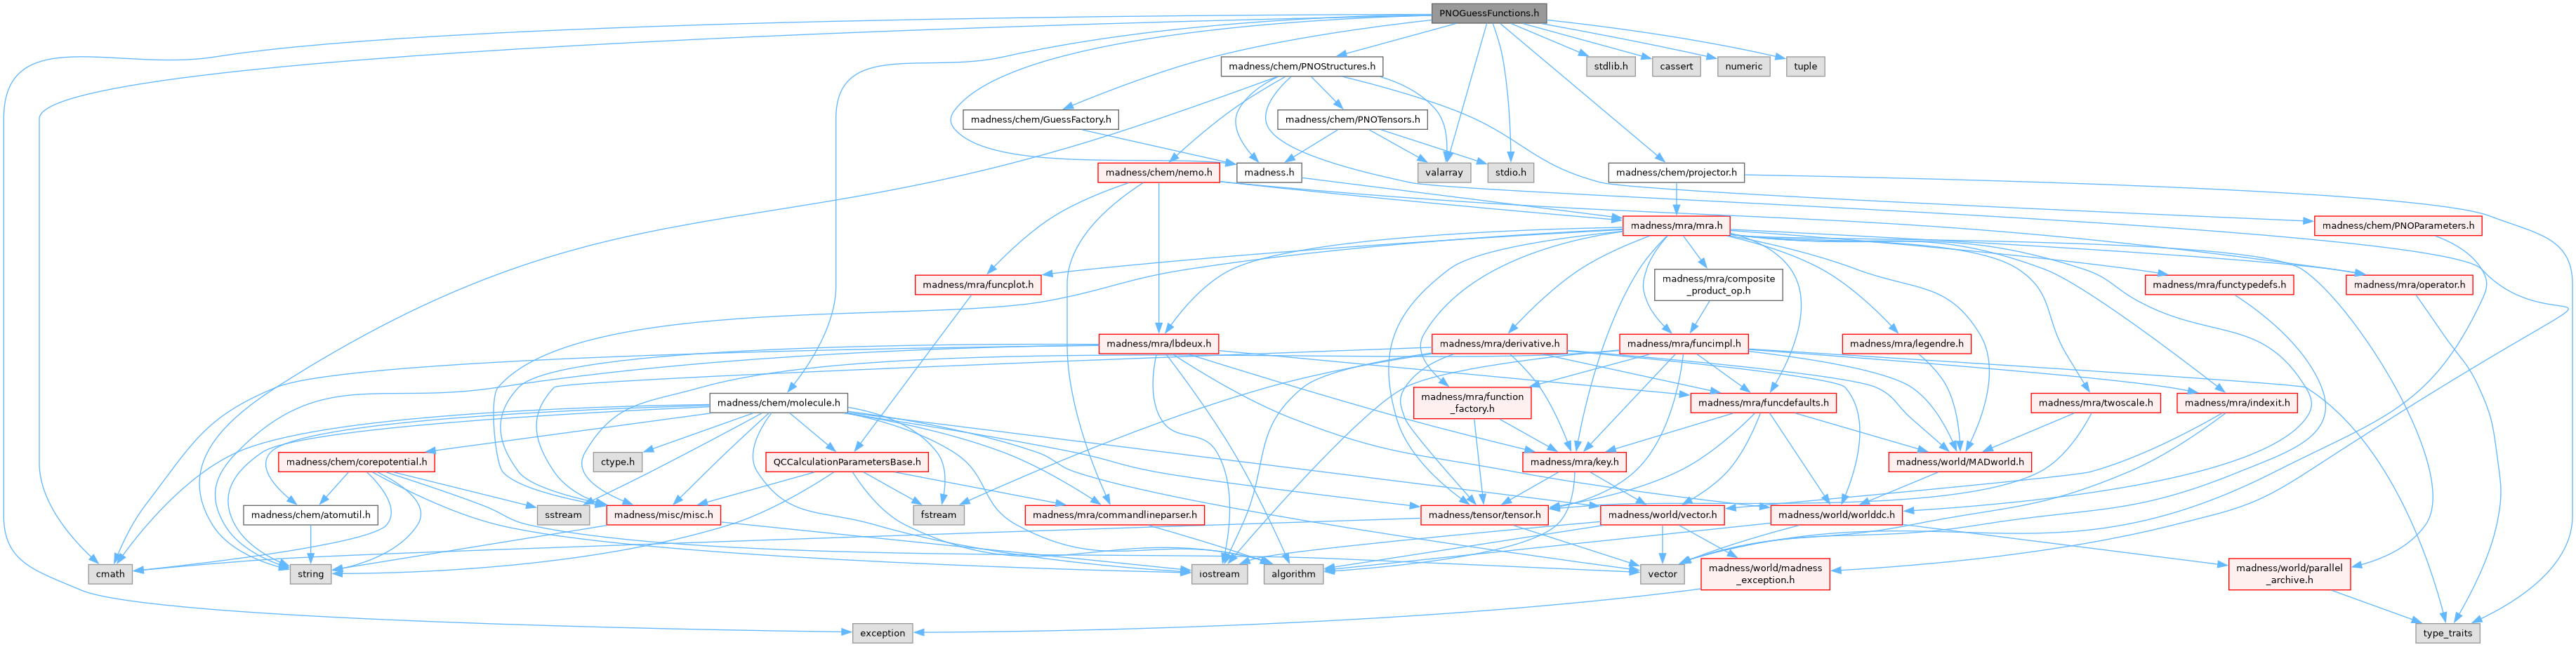 PNOGuessFunctions.h
madness/chem/PNOStructures.h
stdlib.h
cassert
numeric
tuple
madness/chem/GuessFactory.h
madness/chem/PNOTensors.h
madness/chem/nemo.h
madness.h
valarray
stdio.h
madness/chem/projector.h
madness/mra/mra.h
madness/chem/PNOParameters.h
madness/mra/funcplot.h
madness/mra/composite
_product_op.h
madness/mra/functypedefs.h
madness/mra/operator.h
madness/mra/lbdeux.h
madness/mra/derivative.h
madness/mra/funcimpl.h
madness/mra/legendre.h
madness/chem/molecule.h
madness/mra/function
_factory.h
madness/mra/funcdefaults.h
madness/mra/twoscale.h
madness/mra/indexit.h
madness/chem/corepotential.h
ctype.h
QCCalculationParametersBase.h
madness/mra/key.h
madness/world/MADworld.h
madness/chem/atomutil.h
sstream
madness/misc/misc.h
fstream
madness/mra/commandlineparser.h
madness/tensor/tensor.h
madness/world/vector.h
madness/world/worlddc.h
cmath
string
iostream
algorithm
vector
madness/world/madness
_exception.h
madness/world/parallel
_archive.h
exception
type_traits